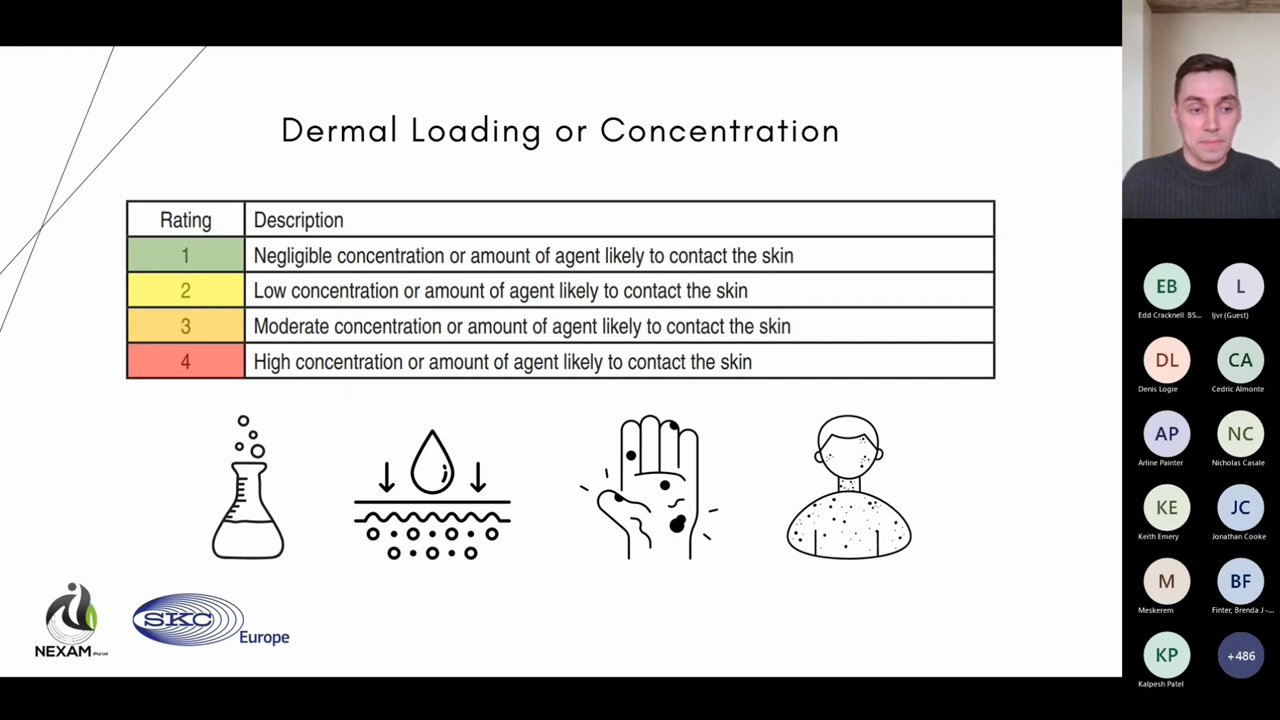 Dermal Loading or Concentration
Rating Description
1 Negligible concentration or amount of agent likely to contact the skin
2 Low concentration or amount of agent likely to contact the skin
3 Moderate concentration or amount of agent likely to contact the skin
4 High concentration or amount of agent likely to contact the skin
NEXAM (Pty) Ltd
SKC
Europe
EB L
Edd Cracknell BS... ljvr (Guest)
DL CA
Denis Logie Cedric Almonte
AP NC
Arline Painter Nicholas Casale
KE JC
Keith Emery Jonathan Cooke
M BF
Meskerem Finter, Brenda J -...
KP +486
Kalpesh Patel